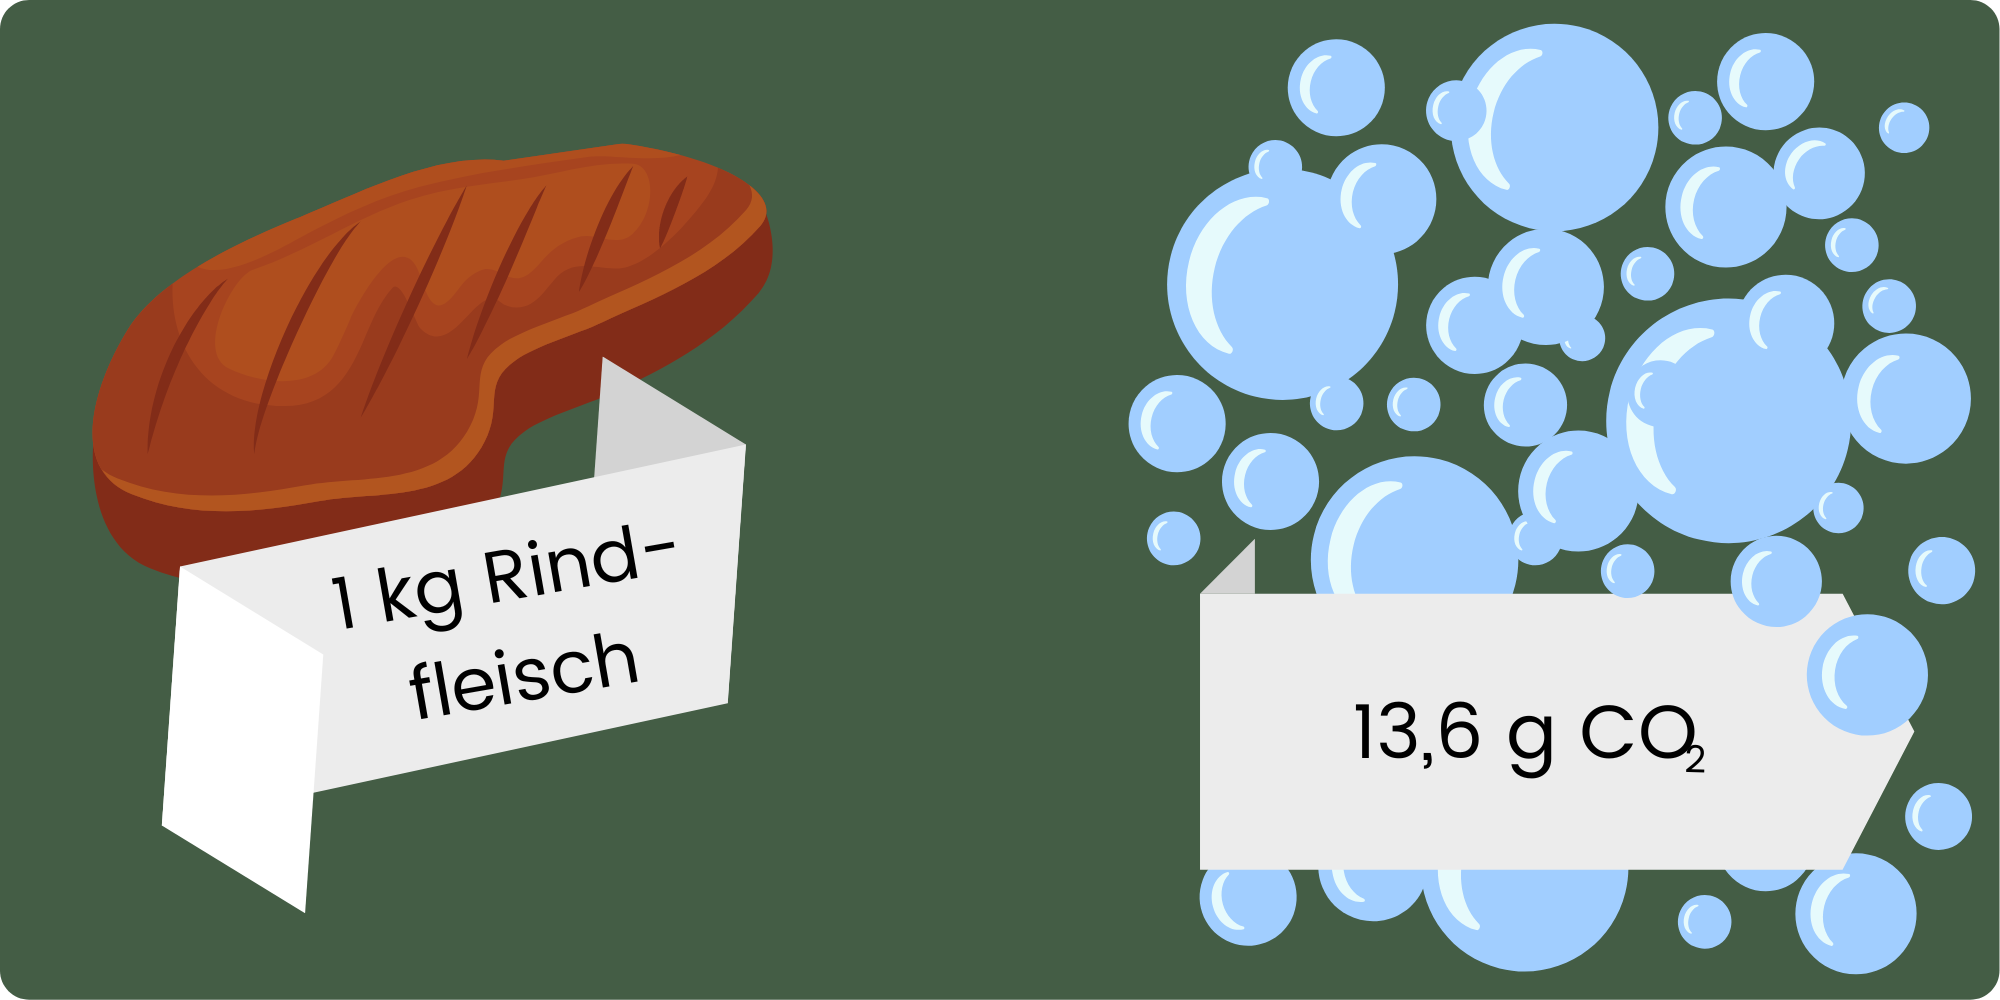 1 kg Rind-
fleisch
13,6 g CO₂